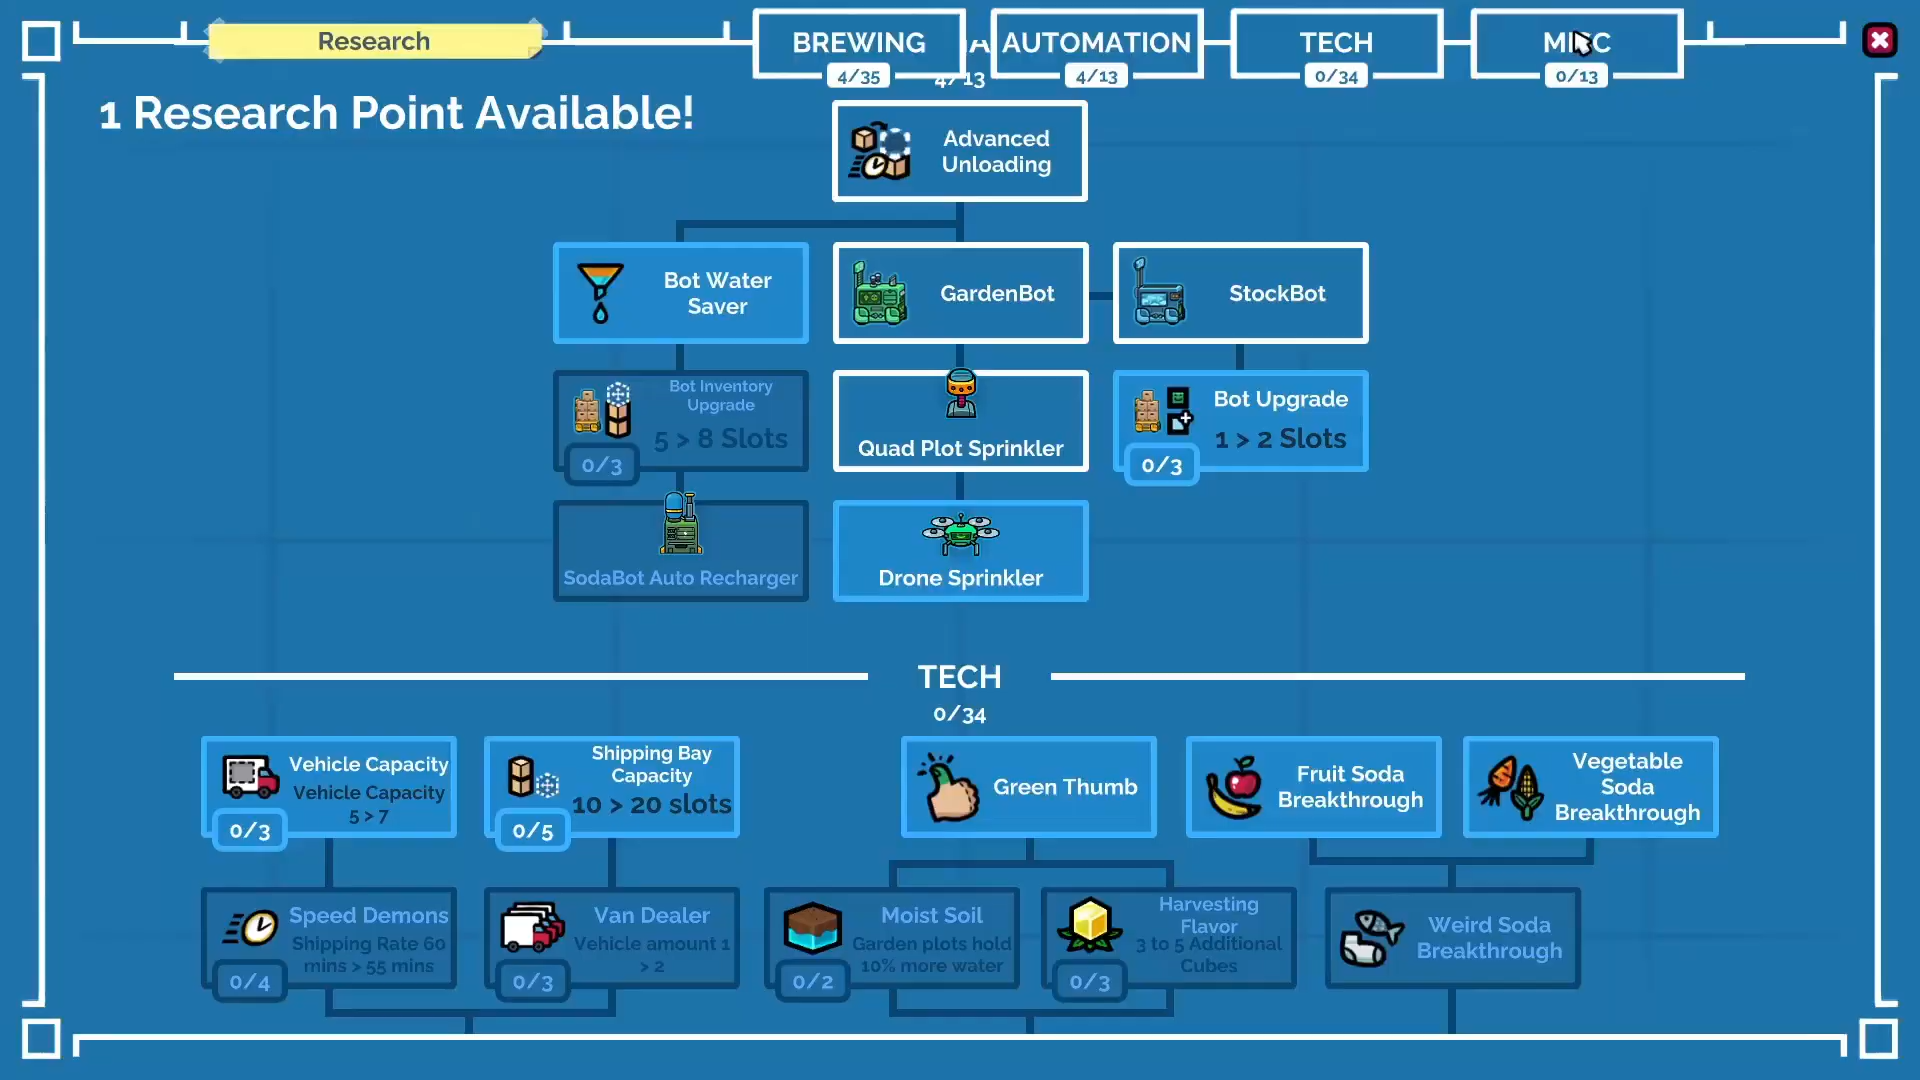 Research
BREWING
4/35
A
4/13
AUTOMATION
4/13
TECH
0/34
MISC
0/13
1 Research Point Available!
Advanced
Unloading
Bot Water
Saver
GardenBot
StockBot
Bot Inventory
Upgrade
5 > 8 Slots
0/3
Quad Plot Sprinkler
Bot Upgrade
1 > 2 Slots
0/3
SodaBot Auto Recharger
Drone Sprinkler
TECH
0/34
Vehicle Capacity
Vehicle Capacity
5 > 7
0/3
Shipping Bay
Capacity
10 > 20 slots
0/5
Green Thumb
Fruit Soda
Breakthrough
Vegetable
Soda
Breakthrough
Speed Demons
Shipping Rate 60
mins > 55 mins
0/4
Van Dealer
Vehicle amount 1
> 2
0/3
Moist Soil
Garden plots hold
10% more water
0/2
Harvesting
Flavor
3 to 5 Additional
Cubes
0/3
Weird Soda
Breakthrough